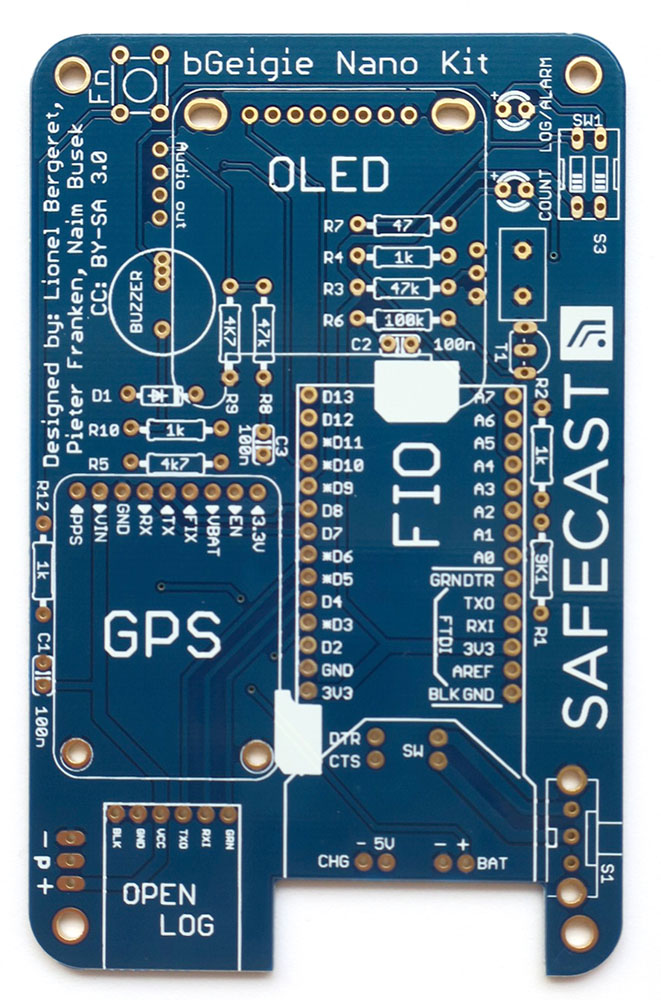 bGeigie Nano Kit
Fn
Designed by: Lionel Bergeret,
Pieter Franken, Naim Busek
CC: BY-SA 3.0
Audio out
OLED
LOG/ALARM
COUNT
SW1
S3
+
+
R7 47
R4 1k
R3 47k
R6 100k
C2 100n
BUZZER
4K7
R9
47k
R8
T1
D1
R10 1k
R5 4k7
100n
C3
R2
1k
9K1
R1
SAFECAST
R12
1k
C1
100n
◀PPS
▶VIN
GND
▶RX
◀TX
◀FIX
▶VBAT
▶EN
◀3.3V
GPS
FIO
D13
D12
*D11
*D10
*D9
D8
D7
*D6
*D5
D4
*D3
D2
GND
3V3
A7
A6
A5
A4
A3
A2
A1
A0
GRN DTR
TXO
RXI
3V3
AREF
BLK GND
FTDI
DTR
CTS
SW
- 5V
CHG
- +
BAT
S1
BLK
GND
VCC
TXO
RXI
GRN
OPEN
LOG
-
p
+